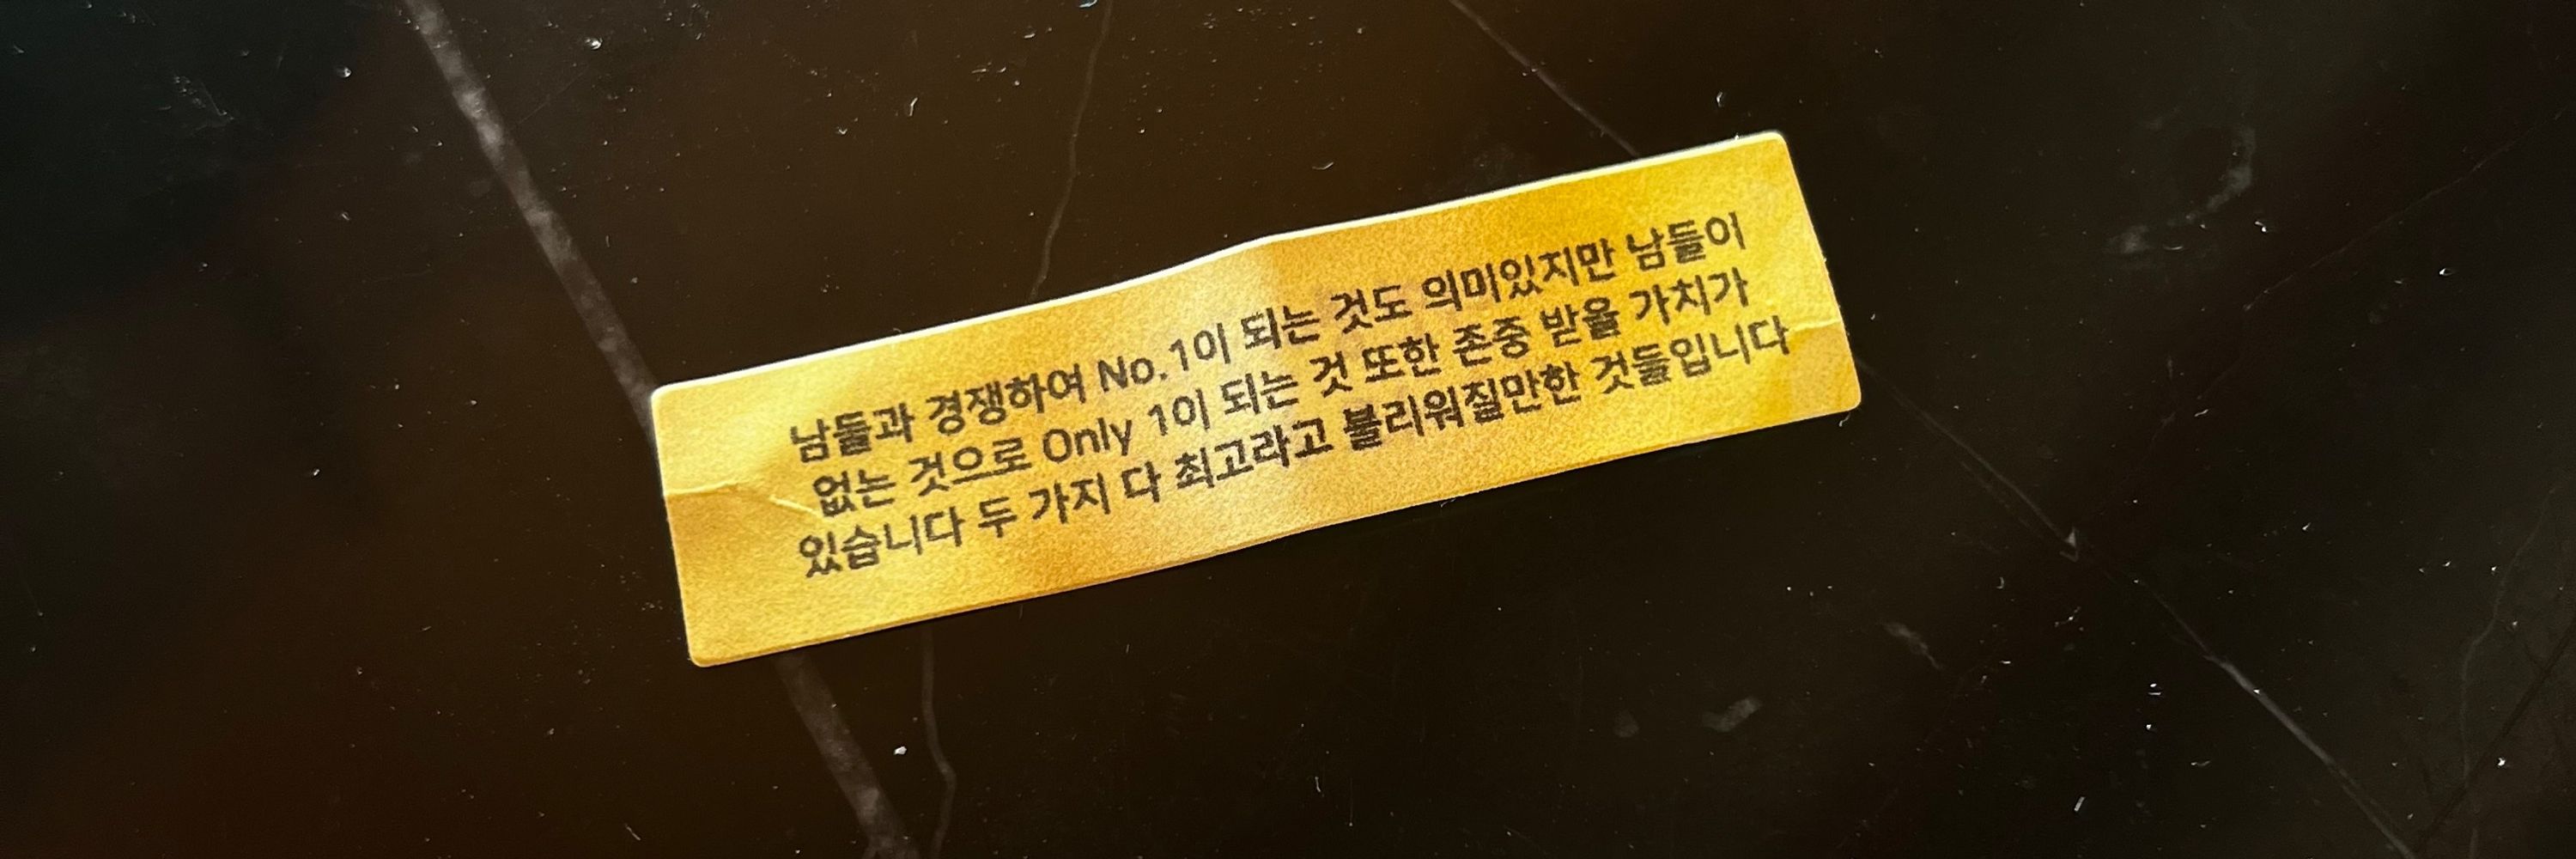 남들과 경쟁하여 No.1이 되는 것도 의미있지만 남들이
없는 것으로 Only 1이 되는 것 또한 존중 받을 가치가
있습니다 두 가지 다 최고라고 불리워질만한 것들입니다